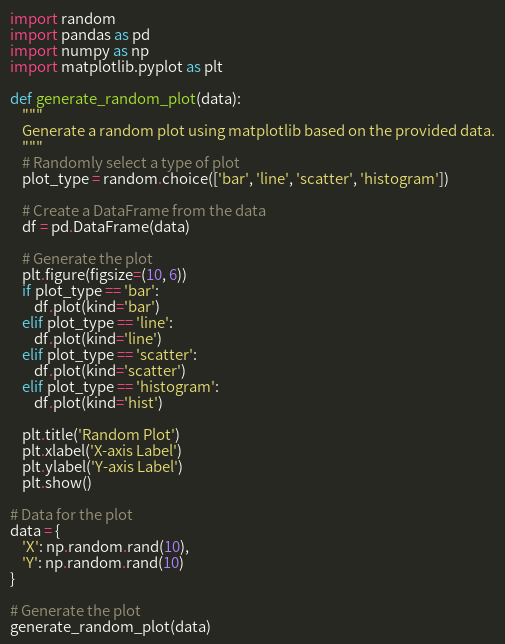 import random
import pandas as pd
import numpy as np
import matplotlib.pyplot as plt

def generate_random_plot(data):
    """
    Generate a random plot using matplotlib based on the provided data.
    """
    # Randomly select a type of plot
    plot_type = random.choice(['bar', 'line', 'scatter', 'histogram'])

    # Create a DataFrame from the data
    df = pd.DataFrame(data)

    # Generate the plot
    plt.figure(figsize=(10, 6))
    if plot_type == 'bar':
        df.plot(kind='bar')
    elif plot_type == 'line':
        df.plot(kind='line')
    elif plot_type == 'scatter':
        df.plot(kind='scatter')
    elif plot_type == 'histogram':
        df.plot(kind='hist')

    plt.title('Random Plot')
    plt.xlabel('X-axis Label')
    plt.ylabel('Y-axis Label')
    plt.show()

# Data for the plot
data = {
    'X': np.random.rand(10),
    'Y': np.random.rand(10)
}

# Generate the plot
generate_random_plot(data)